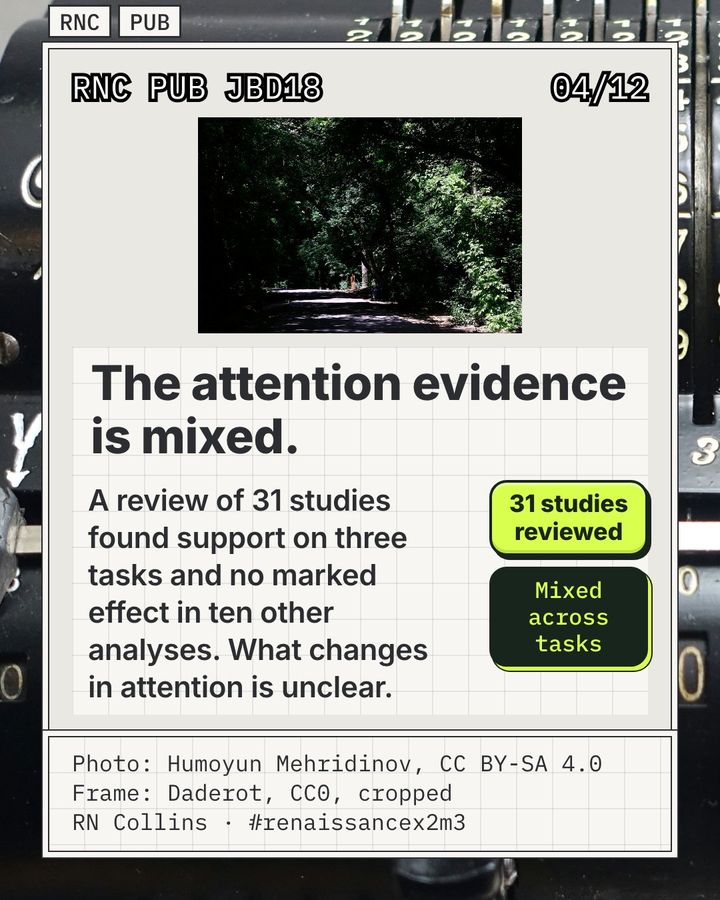 RNC PUB
RNC PUB JBD18
04/12
The attention evidence
is mixed.
A review of 31 studies
found support on three
tasks and no marked
effect in ten other
analyses. What changes
in attention is unclear.
31 studies
reviewed
Mixed
across
tasks
Photo: Humoyun Mehridinov, CC BY-SA 4.0
Frame: Daderot, CC0, cropped
RN Collins · #renaissancex2m3